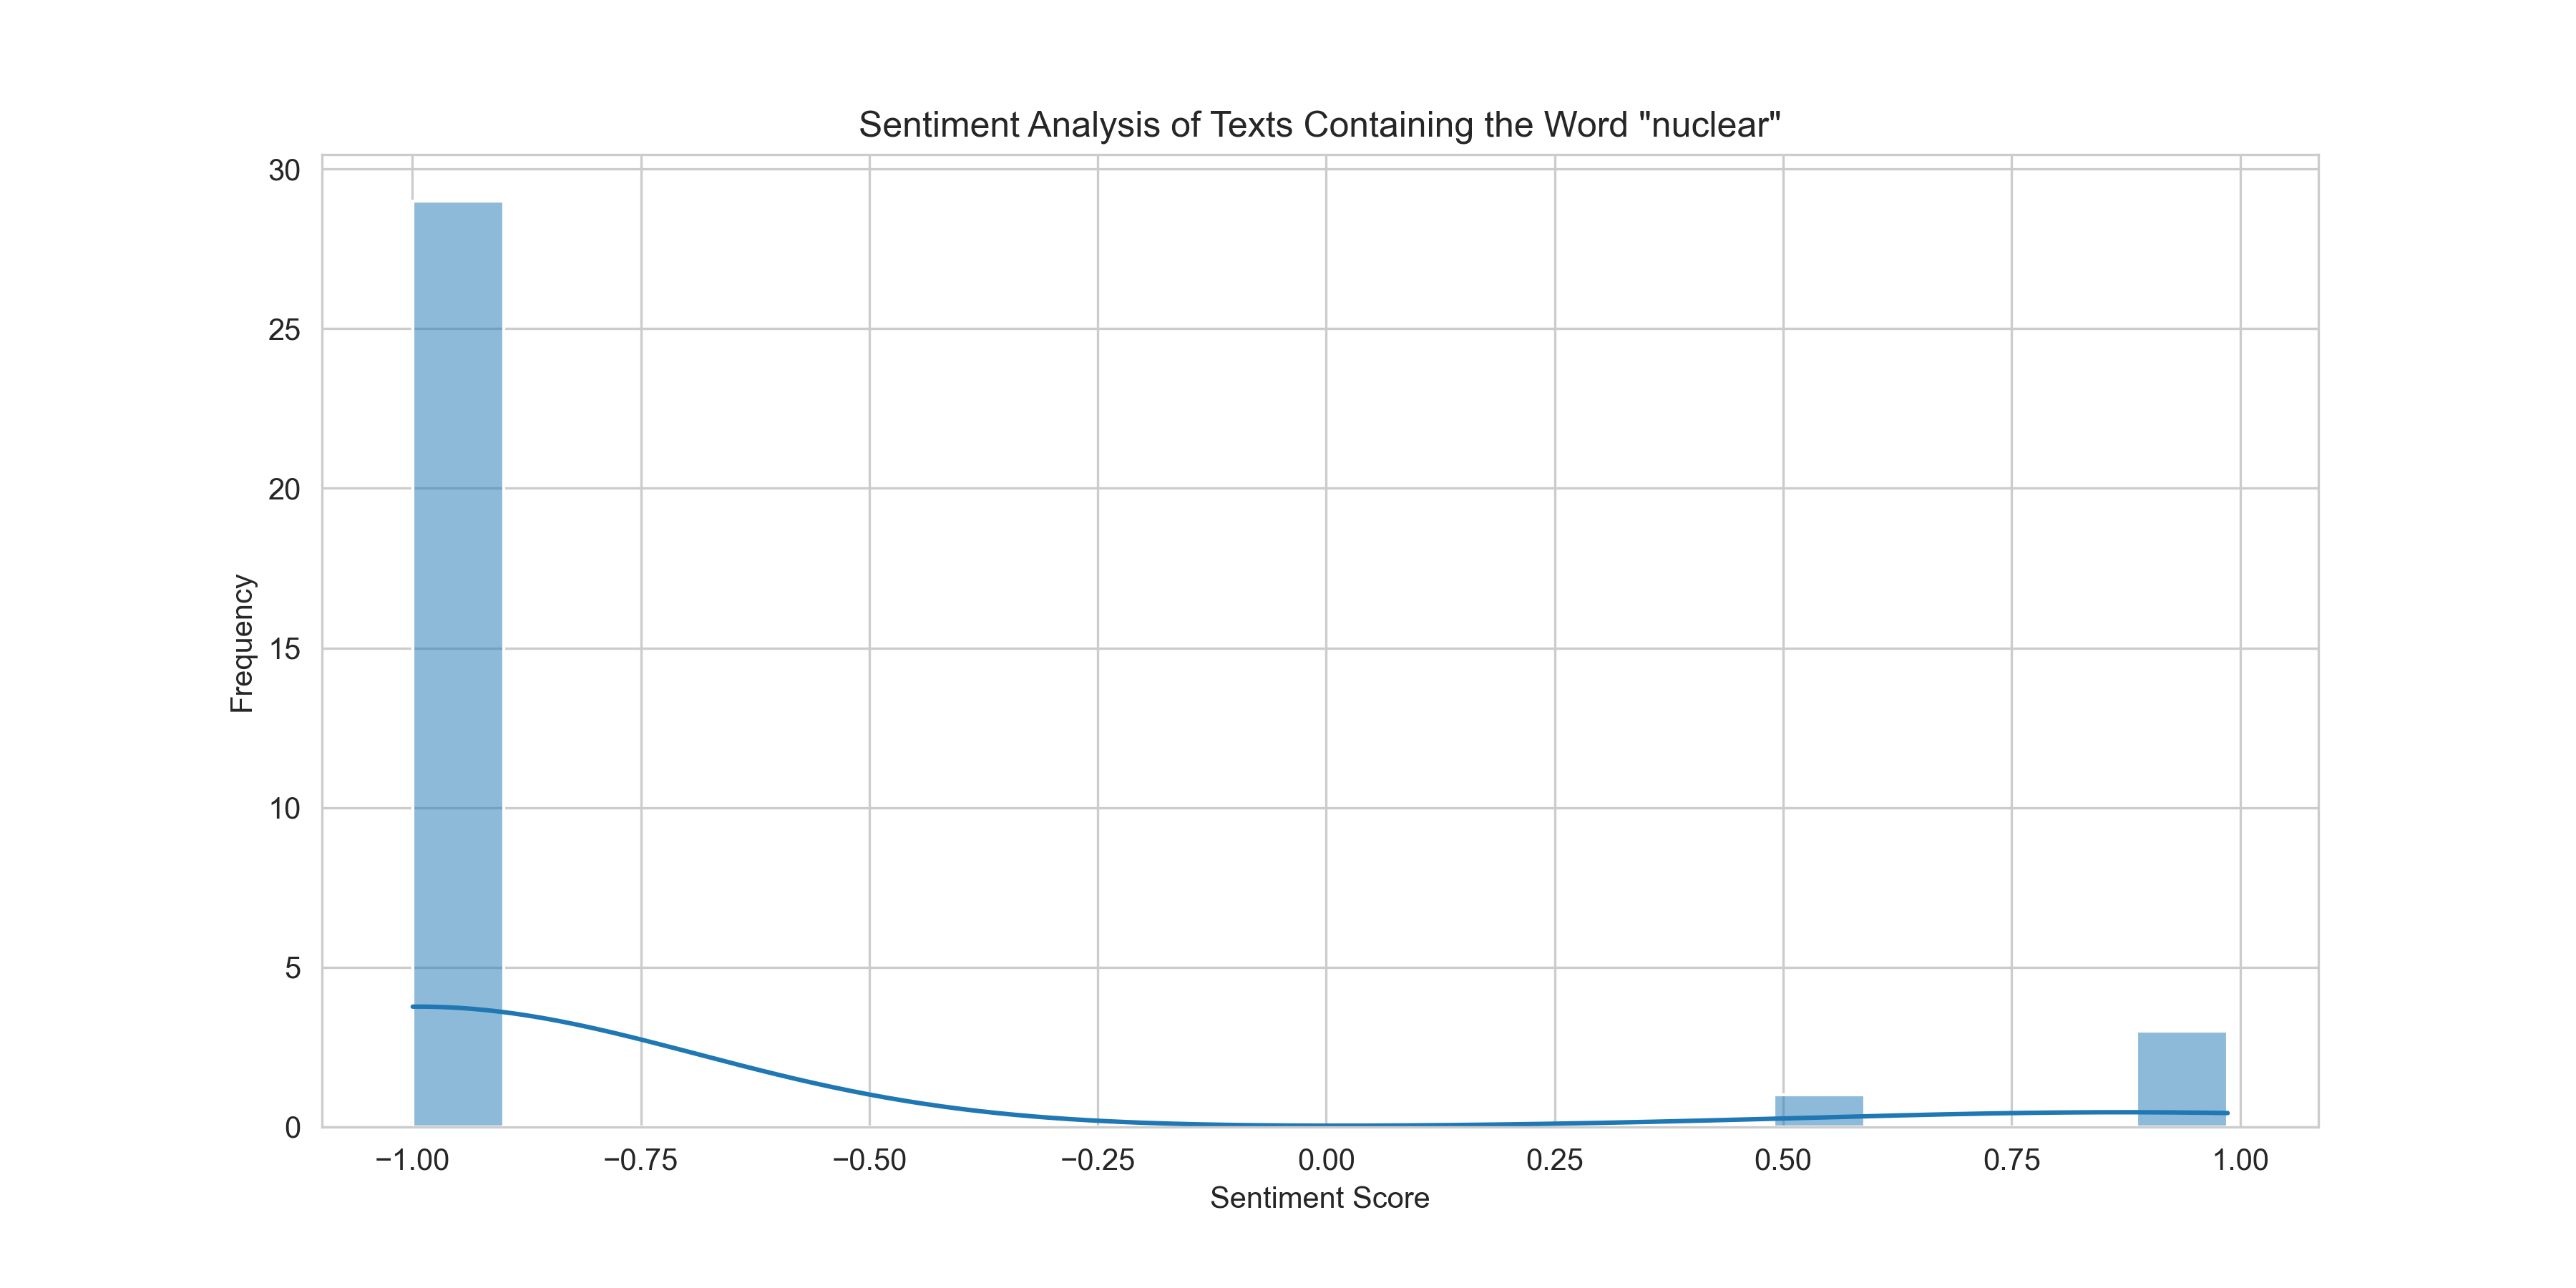 Sentiment Analysis of Texts Containing the Word "nuclear"
30
25
20
15
10
5
0
Frequency
−1.00 −0.75 −0.50 −0.25 0.00 0.25 0.50 0.75 1.00
Sentiment Score